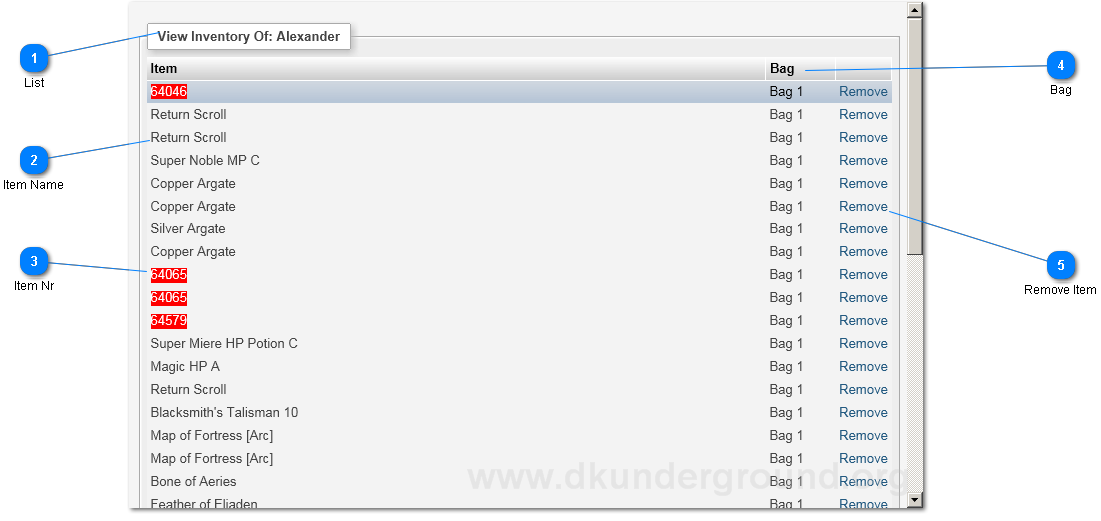 View Inventory Of: Alexander
1
List
Item Bag
4
Bag
64046 Bag 1 Remove
Return Scroll Bag 1 Remove
Return Scroll Bag 1 Remove
2
Item Name
Super Noble MP C Bag 1 Remove
Copper Argate Bag 1 Remove
Copper Argate Bag 1 Remove
Silver Argate Bag 1 Remove
Copper Argate Bag 1 Remove
3
Item Nr
64065 Bag 1 Remove
5
Remove Item
64065 Bag 1 Remove
64579 Bag 1 Remove
Super Miere HP Potion C Bag 1 Remove
Magic HP A Bag 1 Remove
Return Scroll Bag 1 Remove
Blacksmith's Talisman 10 Bag 1 Remove
Map of Fortress [Arc] Bag 1 Remove
Map of Fortress [Arc] Bag 1 Remove
Bone of Aeries Bag 1 Remove
www.dkunderground.org
Feather of Eliaden Bag 1 Remove